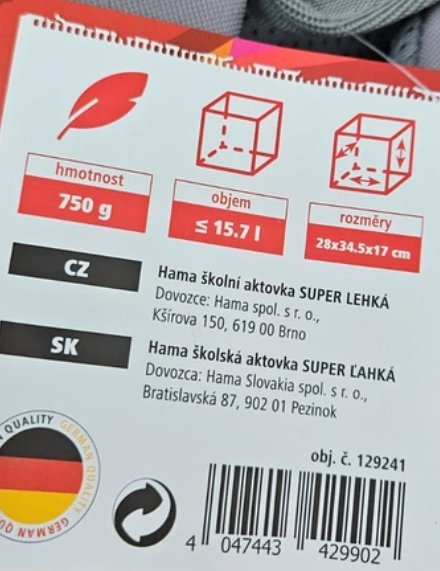 hmotnost
750 g
objem
≤ 15.7 l
rozměry
28x34.5x17 cm
CZ
Hama školní aktovka SUPER LEHKÁ
Dovozce: Hama spol. s r. o.,
Kšírova 150, 619 00 Brno
SK
Hama školská aktovka SUPER ĽAHKÁ
Dovozca: Hama Slovakia spol. s r. o.,
Bratislavská 87, 902 01 Pezinok
QUALITY GERMAN QUALITY
GERMAN
obj. č. 129241
4 047443 429902